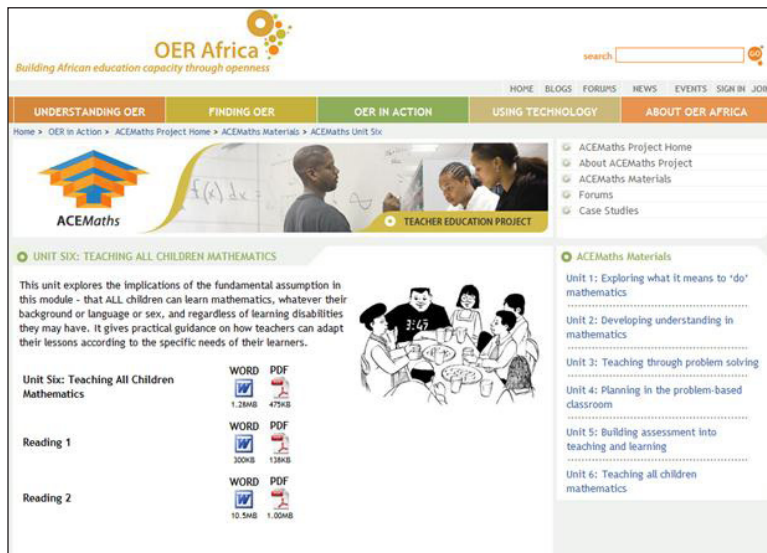 OER Africa
Building African education capacity through openness
search
GO
HOME BLOGS FORUMS NEWS EVENTS SIGN IN JOIN
UNDERSTANDING OER FINDING OER OER IN ACTION USING TECHNOLOGY ABOUT OER AFRICA
Home > OER in Action > ACEMaths Project Home > ACEMaths Materials > ACEMaths Unit Six
ACEMaths
f(x) dx =
TEACHER EDUCATION PROJECT
ACEMaths Project Home
About ACEMaths Project
ACEMaths Materials
Forums
Case Studies
UNIT SIX: TEACHING ALL CHILDREN MATHEMATICS
This unit explores the implications of the fundamental assumption in
this module - that ALL children can learn mathematics, whatever their
background or language or sex, and regardless of learning disabilities
they may have. It gives practical guidance on how teachers can adapt
their lessons according to the specific needs of their learners.
3:45
WORD PDF
Unit Six: Teaching All Children
Mathematics
1.28MB 475KB
WORD PDF
Reading 1
300KB 138KB
WORD PDF
Reading 2
10.5MB 1.00MB
ACEMaths Materials
Unit 1: Exploring what it means to 'do'
mathematics
Unit 2: Developing understanding in
mathematics
Unit 3: Teaching through problem solving
Unit 4: Planning in the problem-based
classroom
Unit 5: Building assessment into
teaching and learning
Unit 6: Teaching all children
mathematics